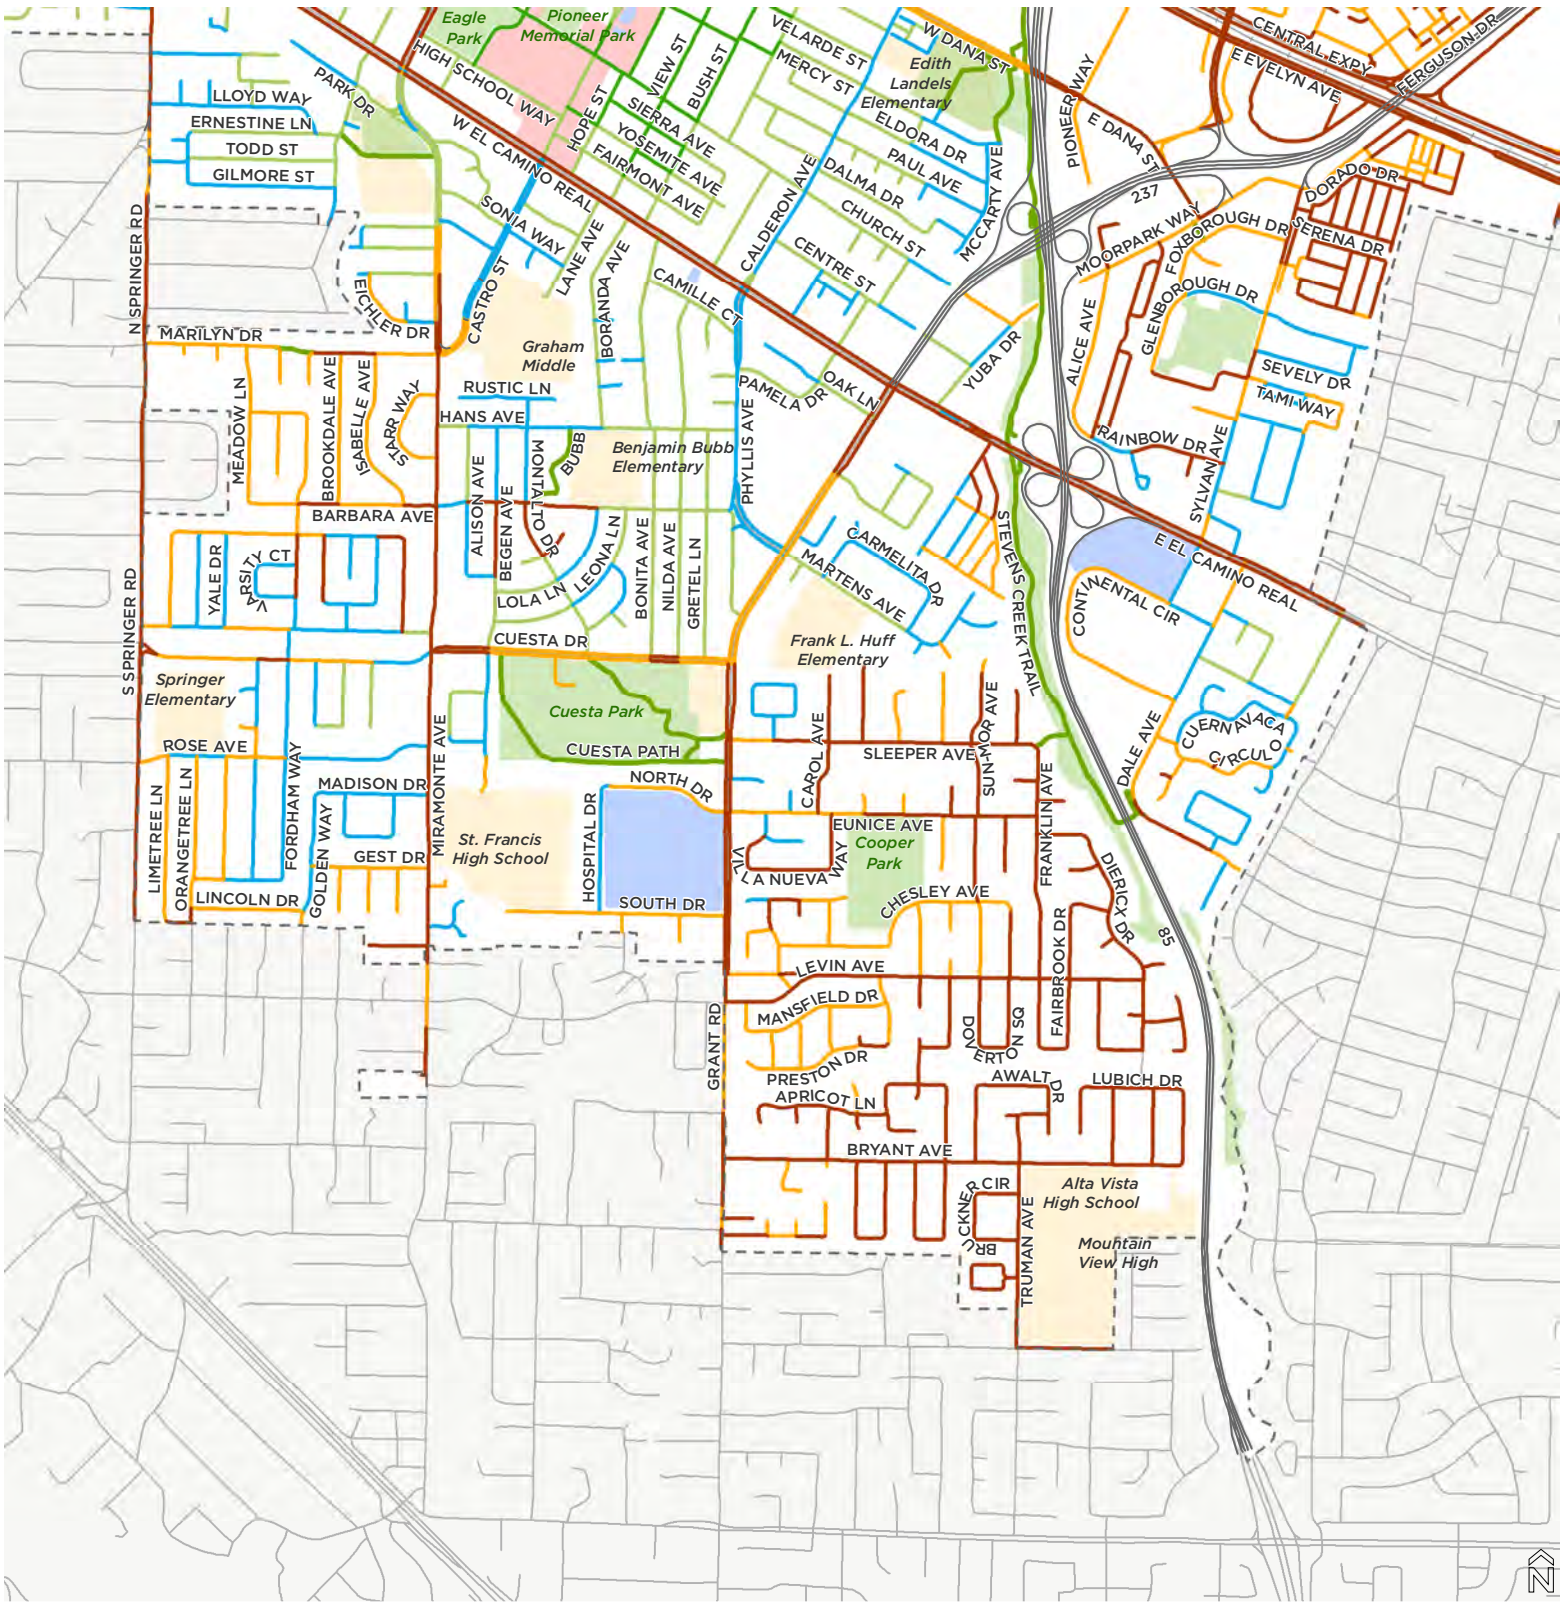 Eagle
Park
Pioneer
Memorial Park
VELARDE ST
W DANA ST
CENTRAL EXPY
FERGUSON DR
E EVELYN AVE
HIGH SCHOOL WAY
VIEW ST
BUSH ST
MERCY ST
Edith
Landels
Elementary
PIONEER WAY
PARK DR
LLOYD WAY
ERNESTINE LN
TODD ST
GILMORE ST
W EL CAMINO REAL
HOPE ST
SIERRA AVE
YOSEMITE AVE
FAIRMONT AVE
ELDORA DR
PAUL AVE
DALMA DR
CHURCH ST
CENTRE ST
CALDERON AVE
MCCARTY AVE
E DANA ST
237
DORADO DR
MOORPARK WAY
FOXBOROUGH DR
SERENA DR
N SPRINGER RD
SONIA WAY
LANE AVE
BORANDA AVE
CAMILLE CT
CASTRO ST
EICHLER DR
MARILYN DR
Graham
Middle
GLENBOROUGH DR
ALICE AVE
YUBA DR
SEVELY DR
TAMI WAY
RUSTIC LN
HANS AVE
PAMELA DR
OAK LN
PHYLLIS AVE
RAINBOW DR
SYLVAN AVE
MEADOW LN
BROOKDALE AVE
ISABELLE AVE
STARR WAY
Benjamin Bubb
Elementary
BUBB
MONTALTO DR
ALISON AVE
BEGEN AVE
BARBARA AVE
LEONA LN
LOLA LN
BONITA AVE
NILDA AVE
GRETEL LN
CARMELITA DR
MARTENS AVE
STEVENS CREEK TRAIL
E EL CAMINO REAL
CONTINENTAL CIR
YALE DR
VARSITY CT
S SPRINGER RD
CUESTA DR
Frank L. Huff
Elementary
Springer
Elementary
Cuesta Park
CUESTA PATH
ROSE AVE
MIRAMONTE AVE
SLEEPER AVE
CAROL AVE
SUN-MOR AVE
DALE AVE
CUERNAVACA
CIRCULO
LIMETREE LN
ORANGETREE LN
FORDHAM WAY
MADISON DR
GOLDEN WAY
GEST DR
LINCOLN DR
St. Francis
High School
HOSPITAL DR
NORTH DR
SOUTH DR
EUNICE AVE
Cooper
Park
VILLA NUEVA WAY
CHESLEY AVE
FRANKLIN AVE
DIERICX DR
85
FAIRBROOK DR
LEVIN AVE
MANSFIELD DR
GRANT RD
PRESTON DR
DOVERTON SQ
APRICOT LN
AWALT DR
LUBICH DR
BRYANT AVE
BRUCKNER CIR
TRUMAN AVE
Alta Vista
High School
Mountain
View High
N